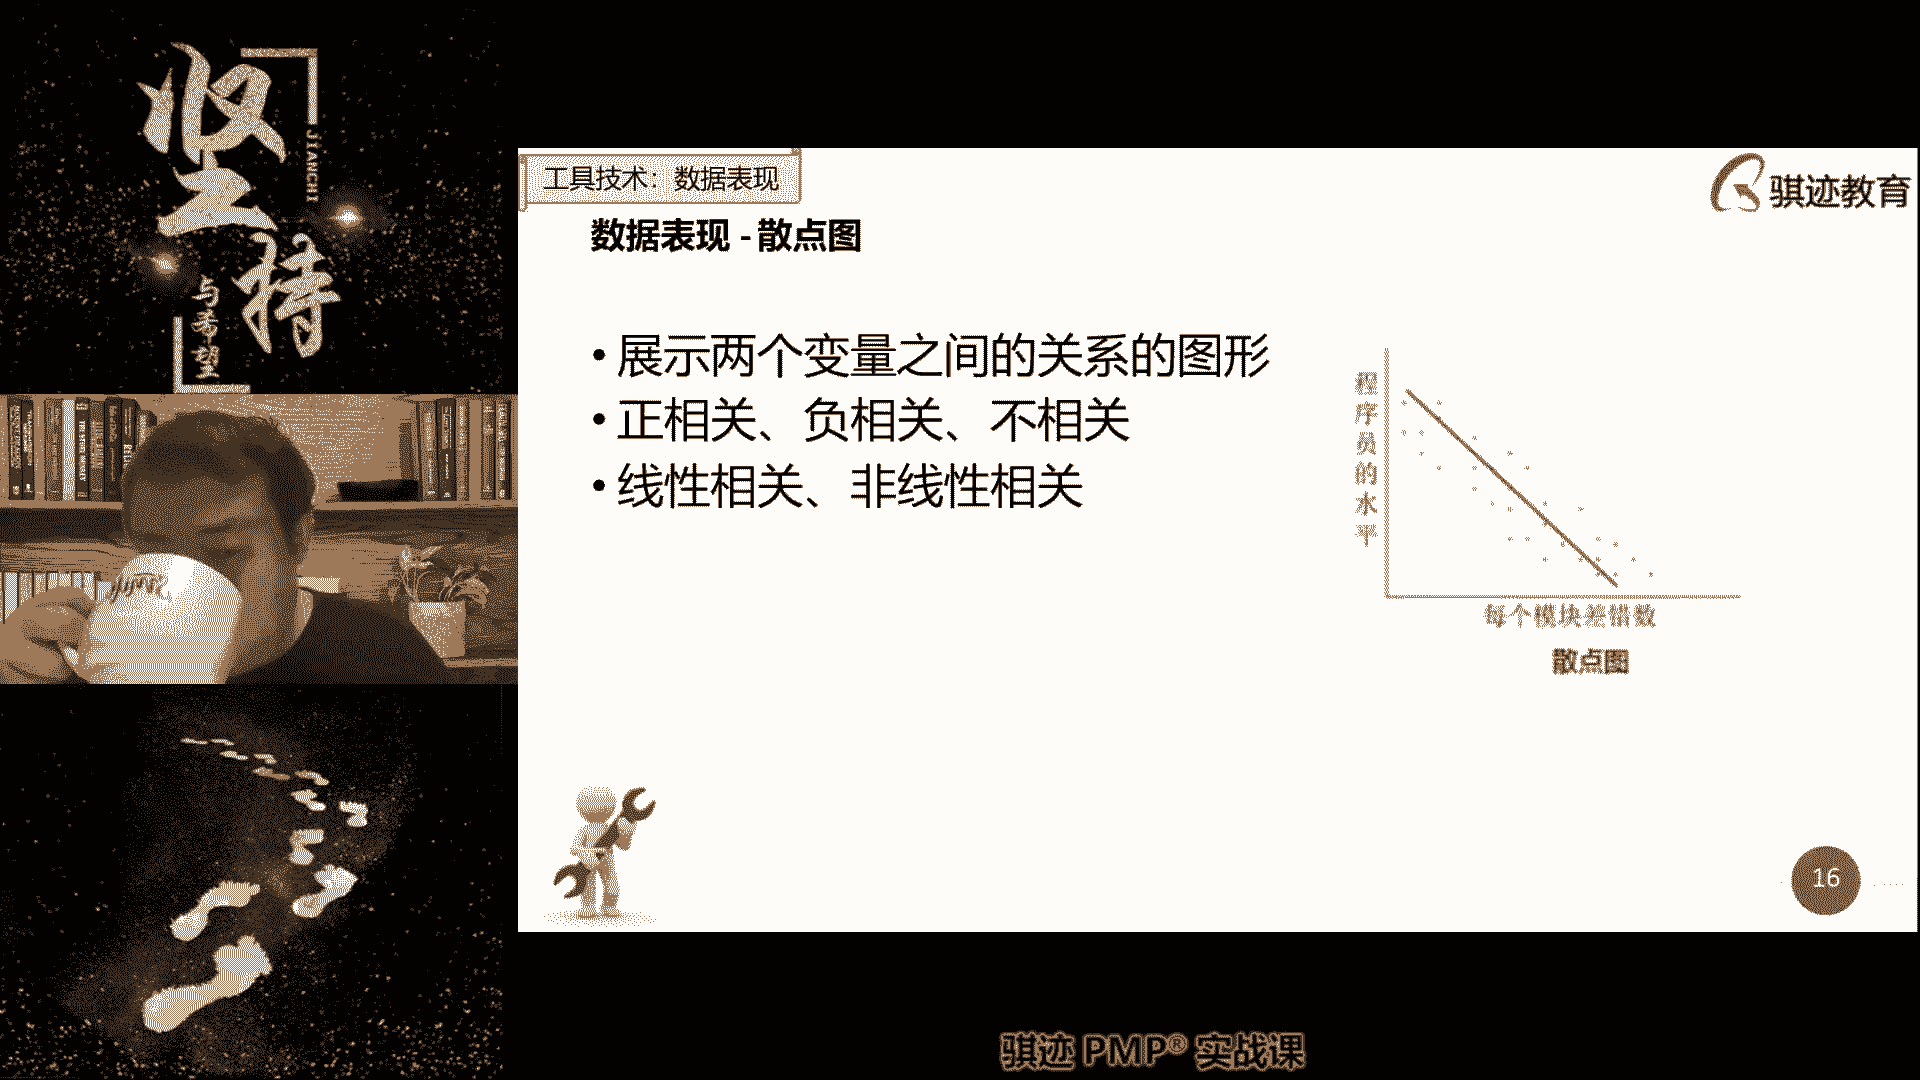 坚持
JIANCHI
与希望
工具技术：数据表现
骐迹教育
数据表现 - 散点图
• 展示两个变量之间的关系的图形
• 正相关、负相关、不相关
• 线性相关、非线性相关
程序员的水平
每个模块差错数
散点图
16
骐迹 PMP® 实战课